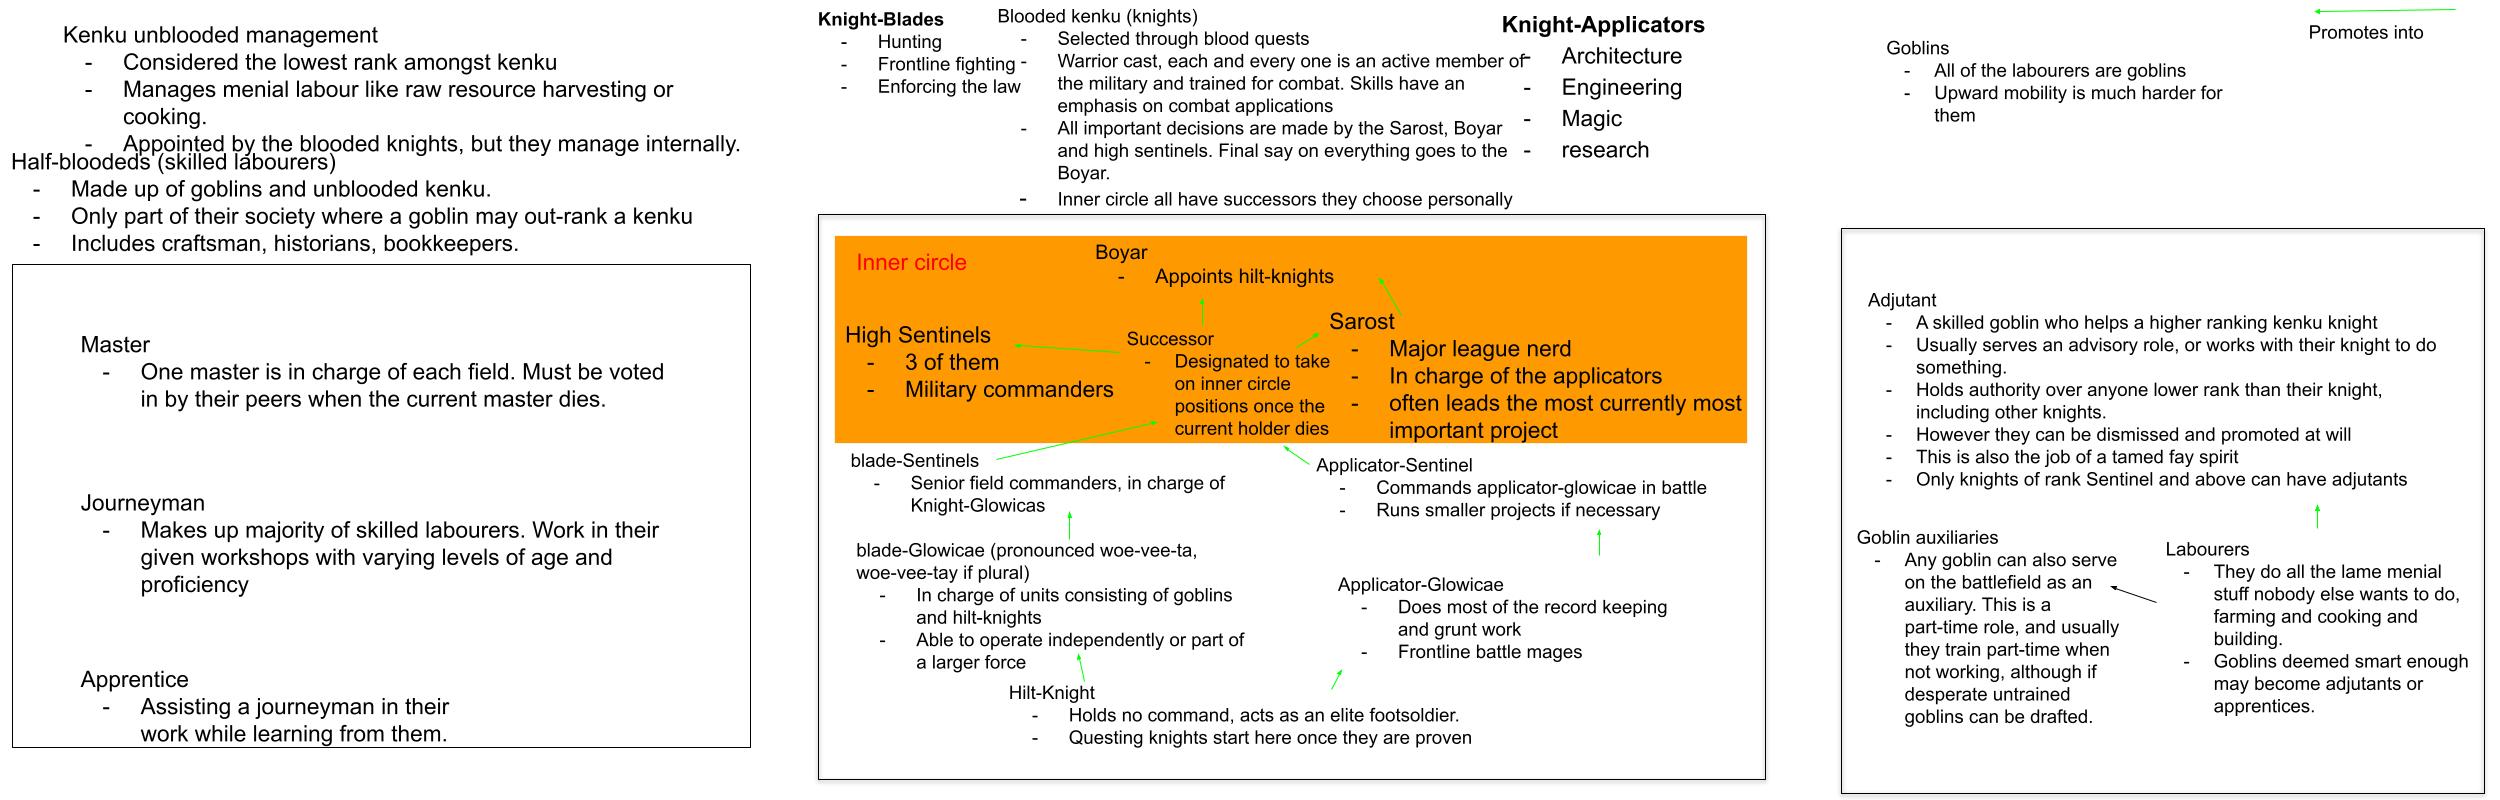 Kenku unblooded management
- Considered the lowest rank amongst kenku
- Manages menial labour like raw resource harvesting or
cooking.
- Appointed by the blooded knights, but they manage internally.
Half-blooded​s (skilled labourers)
- Made up of goblins and unblooded kenku.
- Only part of their society where a goblin may out-rank a kenku
- Includes craftsman, historians, bookkeepers.
Master
- One master is in charge of each field. Must be voted
in by their peers when the current master dies.
Journeyman
- Makes up majority of skilled labourers. Work in their
given workshops with varying levels of age and
proficiency
Apprentice
- Assisting a journeyman in their
work while learning from them.
Knight-Blades
- Hunting
- Frontline fighting
- Enforcing the law
Blooded kenku (knights)
- Selected through blood quests
- Warrior cast, each and every one is an active member of
the military and trained for combat. Skills have an
emphasis on combat applications
- All important decisions are made by the Sarost, Boyar
and high sentinels. Final say on everything goes to the
Boyar.
- Inner circle all have successors they choose personally
Knight-Applicators
- Architecture
- Engineering
- Magic
- research
Inner circle
Boyar
- Appoints hilt-knights
High Sentinels
- 3 of them
- Military commanders
Successor
- Designated to take
on inner circle
positions once the
current holder dies
Sarost
- Major league nerd
- In charge of the applicators
- often leads the most currently most
important project
blade-Sentinels
- Senior field commanders, in charge of
Knight-Glowicas
Applicator-Sentinel
- Commands applicator-glowicae in battle
- Runs smaller projects if necessary
blade-Glowicae (pronounced woe-vee-ta,
woe-vee-tay if plural)
- In charge of units consisting of goblins
and hilt-knights
- Able to operate independently or part of
a larger force
Applicator-Glowicae
- Does most of the record keeping
and grunt work
- Frontline battle mages
Hilt-Knight
- Holds no command, acts as an elite footsoldier.
- Questing knights start here once they are proven
Promotes into
Goblins
- All of the labourers are goblins
- Upward mobility is much harder for
them
Adjutant
- A skilled goblin who helps a higher ranking kenku knight
- Usually serves an advisory role, or works with their knight to do
something.
- Holds authority over anyone lower rank than their knight,
including other knights.
- However they can be dismissed and promoted at will
- This is also the job of a tamed fay spirit
- Only knights of rank Sentinel and above can have adjutants
Goblin auxiliaries
- Any goblin can also serve
on the battlefield as an
auxiliary. This is a
part-time role, and usually
they train part-time when
not working, although if
desperate untrained
goblins can be drafted.
Labourers
- They do all the lame menial
stuff nobody else wants to do,
farming and cooking and
building.
- Goblins deemed smart enough
may become adjutants or
apprentices.